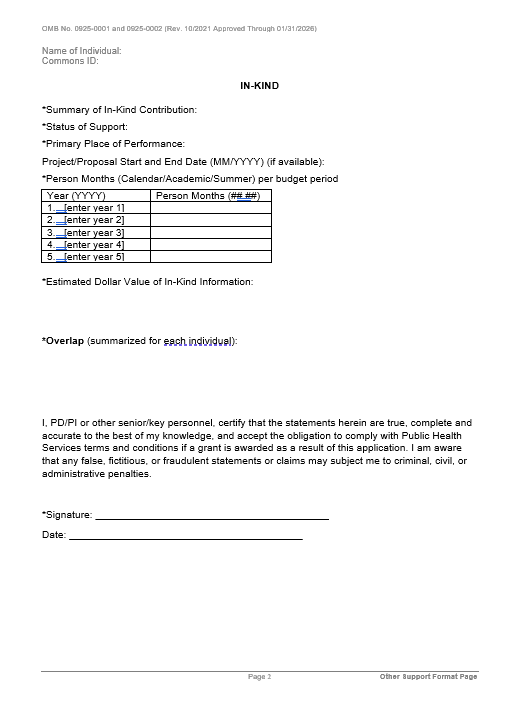 OMB No. 0925-0001 and 0925-0002 (Rev. 10/2021 Approved Through 01/31/2026)
Name of Individual:
Commons ID:
IN-KIND
*Summary of In-Kind Contribution:
*Status of Support:
*Primary Place of Performance:
Project/Proposal Start and End Date (MM/YYYY) (if available):
*Person Months (Calendar/Academic/Summer) per budget period
Year (YYYY) Person Months (##.##)
1. [enter year 1]
2. [enter year 2]
3. [enter year 3]
4. [enter year 4]
5. [enter year 5]
*Estimated Dollar Value of In-Kind Information:
*Overlap (summarized for each individual):
I, PD/PI or other senior/key personnel, certify that the statements herein are true, complete and
accurate to the best of my knowledge, and accept the obligation to comply with Public Health
Services terms and conditions if a grant is awarded as a result of this application. I am aware
that any false, fictitious, or fraudulent statements or claims may subject me to criminal, civil, or
administrative penalties.
*Signature:
Date:
Page 2 Other Support Format Page